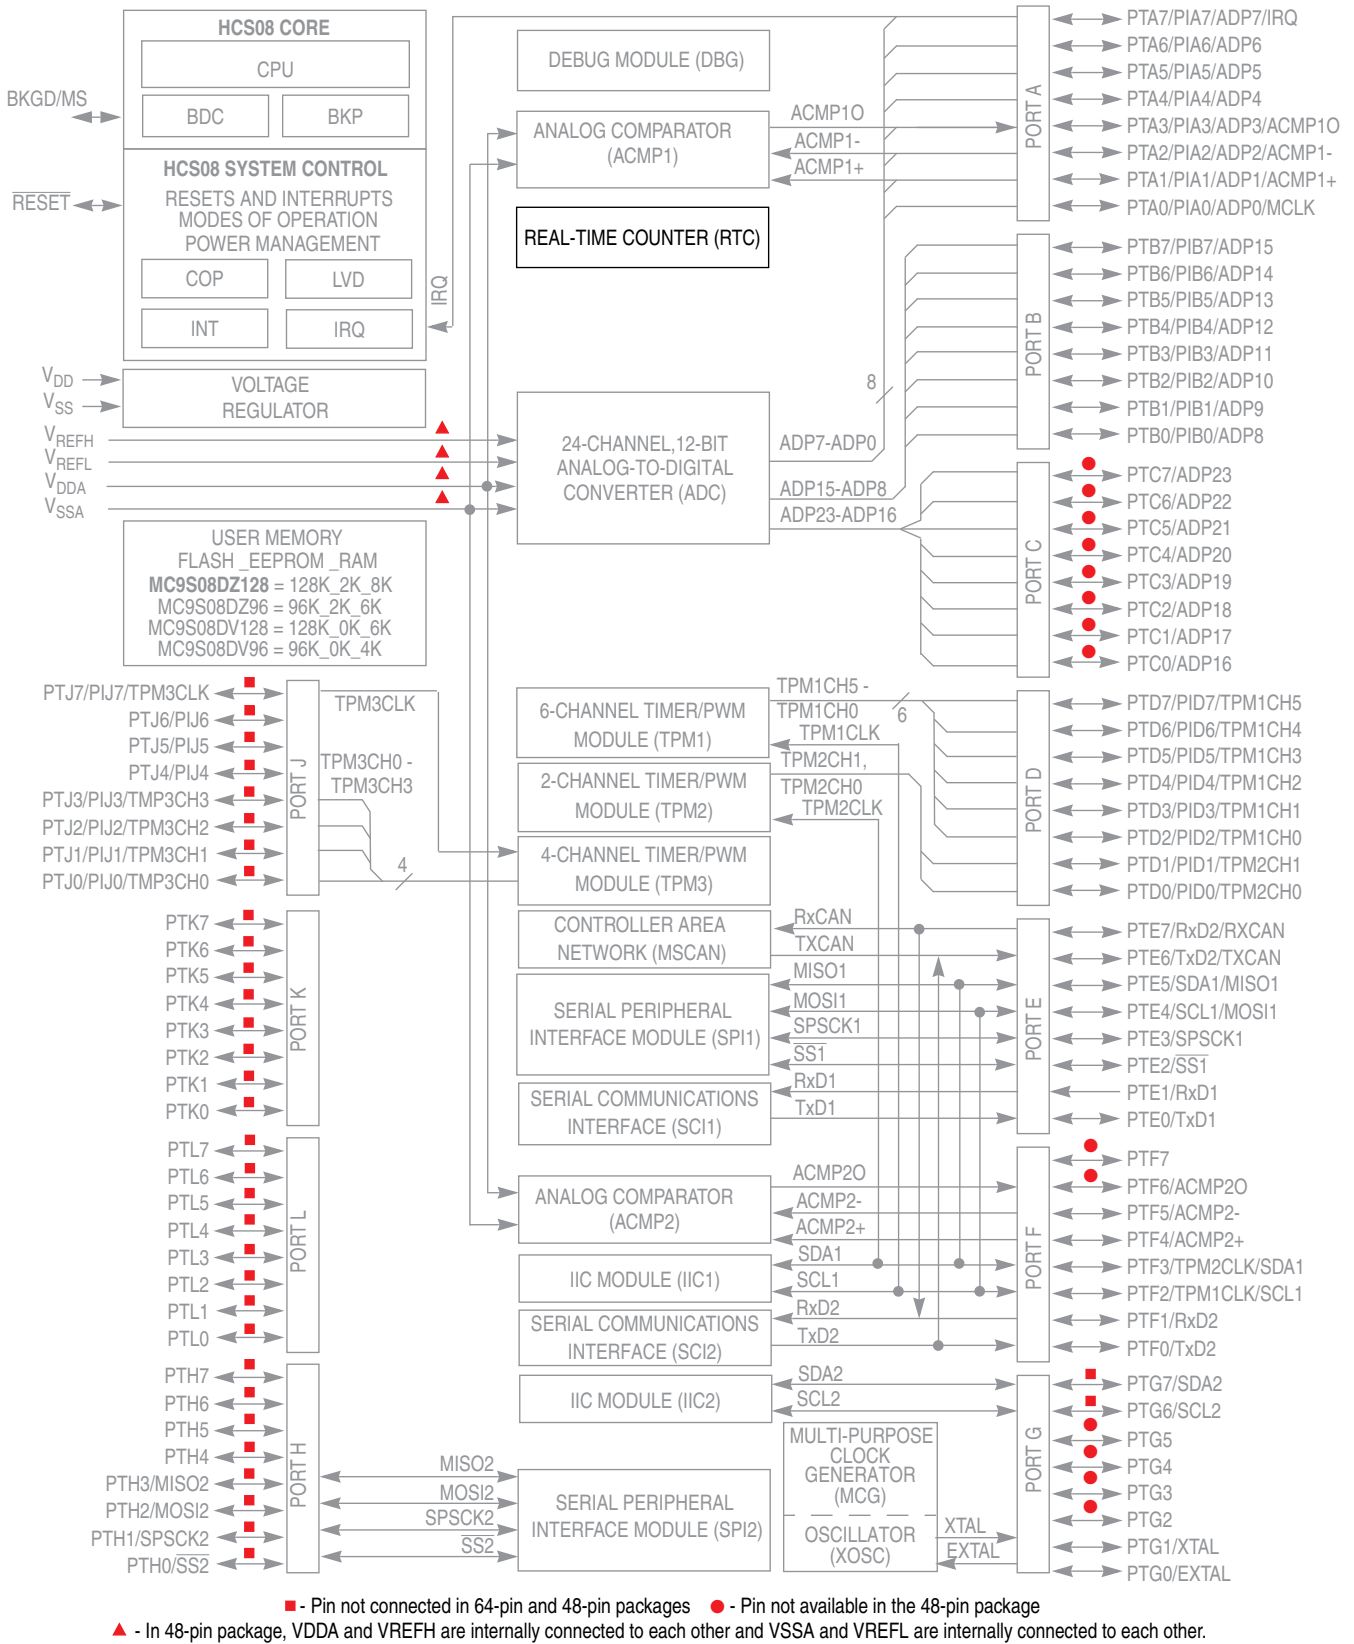 HCS08 CORE
CPU
BDC
BKP
BKGD/MS
HCS08 SYSTEM CONTROL
RESETS AND INTERRUPTS
MODES OF OPERATION
POWER MANAGEMENT
COP
LVD
INT
IRQ
RESET
IRQ
VDD
VSS
VOLTAGE
REGULATOR
VREFH
VREFL
VDDA
VSSA
USER MEMORY
FLASH _EEPROM _RAM
MC9S08DZ128 = 128K_2K_8K
MC9S08DZ96 = 96K_2K_6K
MC9S08DV128 = 128K_0K_6K
MC9S08DV96 = 96K_0K_4K
DEBUG MODULE (DBG)
ANALOG COMPARATOR
(ACMP1)
ACMP1O
ACMP1-
ACMP1+
REAL-TIME COUNTER (RTC)
24-CHANNEL,12-BIT
ANALOG-TO-DIGITAL
CONVERTER (ADC)
8
ADP7-ADP0
ADP15-ADP8
ADP23-ADP16
PORT A
PTA7/PIA7/ADP7/IRQ
PTA6/PIA6/ADP6
PTA5/PIA5/ADP5
PTA4/PIA4/ADP4
PTA3/PIA3/ADP3/ACMP1O
PTA2/PIA2/ADP2/ACMP1-
PTA1/PIA1/ADP1/ACMP1+
PTA0/PIA0/ADP0/MCLK
PORT B
PTB7/PIB7/ADP15
PTB6/PIB6/ADP14
PTB5/PIB5/ADP13
PTB4/PIB4/ADP12
PTB3/PIB3/ADP11
PTB2/PIB2/ADP10
PTB1/PIB1/ADP9
PTB0/PIB0/ADP8
PORT C
PTC7/ADP23
PTC6/ADP22
PTC5/ADP21
PTC4/ADP20
PTC3/ADP19
PTC2/ADP18
PTC1/ADP17
PTC0/ADP16
PTJ7/PIJ7/TPM3CLK
PTJ6/PIJ6
PTJ5/PIJ5
PTJ4/PIJ4
PTJ3/PIJ3/TMP3CH3
PTJ2/PIJ2/TPM3CH2
PTJ1/PIJ1/TPM3CH1
PTJ0/PIJ0/TMP3CH0
PORT J
TPM3CLK
TPM3CH0 -
TPM3CH3
4
6-CHANNEL TIMER/PWM
MODULE (TPM1)
TPM1CH5 -
TPM1CH0
6
TPM1CLK
2-CHANNEL TIMER/PWM
MODULE (TPM2)
TPM2CH1,
TPM2CH0
TPM2CLK
4-CHANNEL TIMER/PWM
MODULE (TPM3)
PORT D
PTD7/PID7/TPM1CH5
PTD6/PID6/TPM1CH4
PTD5/PID5/TPM1CH3
PTD4/PID4/TPM1CH2
PTD3/PID3/TPM1CH1
PTD2/PID2/TPM1CH0
PTD1/PID1/TPM2CH1
PTD0/PID0/TPM2CH0
PTK7
PTK6
PTK5
PTK4
PTK3
PTK2
PTK1
PTK0
PORT K
CONTROLLER AREA
NETWORK (MSCAN)
RxCAN
TXCAN
SERIAL PERIPHERAL
INTERFACE MODULE (SPI1)
MISO1
MOSI1
SPSCK1
SS1
SERIAL COMMUNICATIONS
INTERFACE (SCI1)
RxD1
TxD1
PORT E
PTE7/RxD2/RXCAN
PTE6/TxD2/TXCAN
PTE5/SDA1/MISO1
PTE4/SCL1/MOSI1
PTE3/SPSCK1
PTE2/SS1
PTE1/RxD1
PTE0/TxD1
PTL7
PTL6
PTL5
PTL4
PTL3
PTL2
PTL1
PTL0
PORT L
ANALOG COMPARATOR
(ACMP2)
ACMP2O
ACMP2-
ACMP2+
IIC MODULE (IIC1)
SDA1
SCL1
SERIAL COMMUNICATIONS
INTERFACE (SCI2)
RxD2
TxD2
PORT F
PTF7
PTF6/ACMP2O
PTF5/ACMP2-
PTF4/ACMP2+
PTF3/TPM2CLK/SDA1
PTF2/TPM1CLK/SCL1
PTF1/RxD2
PTF0/TxD2
PTH7
PTH6
PTH5
PTH4
PTH3/MISO2
PTH2/MOSI2
PTH1/SPSCK2
PTH0/SS2
PORT H
MISO2
MOSI2
SPSCK2
SS2
SERIAL PERIPHERAL
INTERFACE MODULE (SPI2)
IIC MODULE (IIC2)
SDA2
SCL2
MULTI-PURPOSE
CLOCK
GENERATOR
(MCG)
OSCILLATOR
(XOSC)
XTAL
EXTAL
PORT G
PTG7/SDA2
PTG6/SCL2
PTG5
PTG4
PTG3
PTG2
PTG1/XTAL
PTG0/EXTAL
- Pin not connected in 64-pin and 48-pin packages
- Pin not available in the 48-pin package
- In 48-pin package, VDDA and VREFH are internally connected to each other and VSSA and VREFL are internally connected to each other.